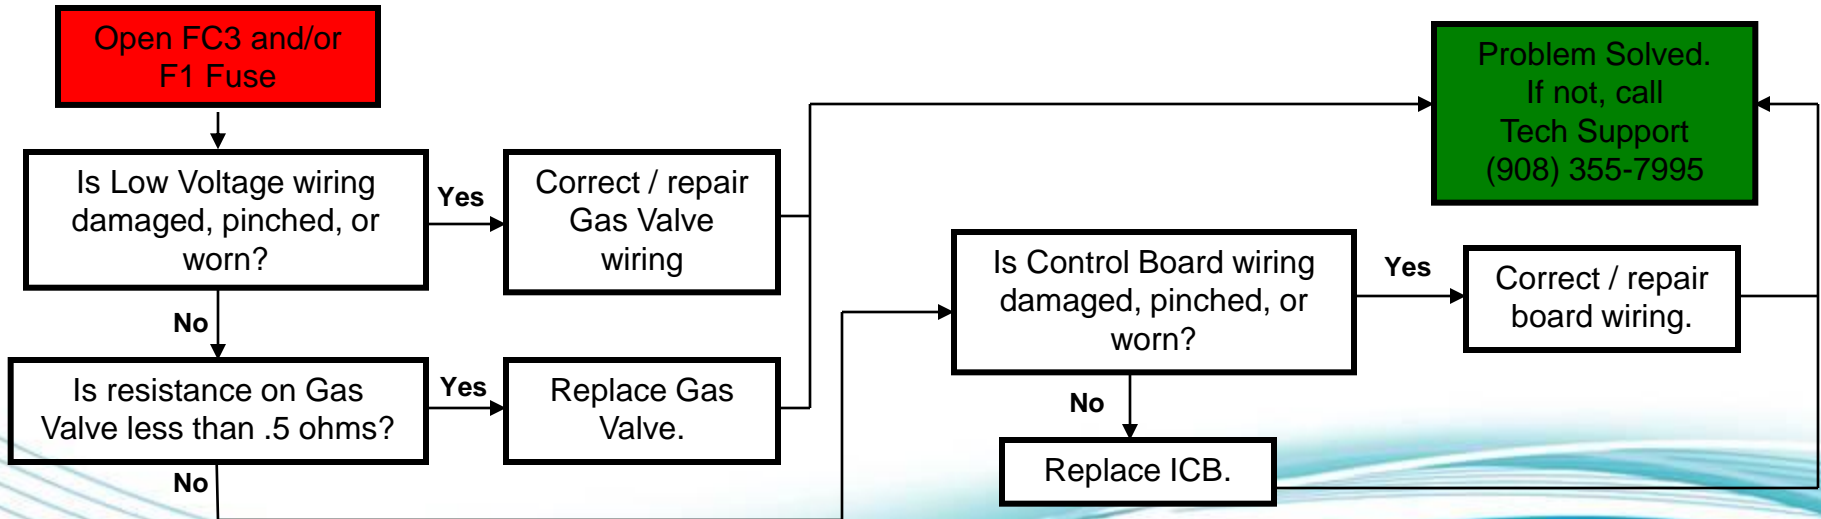 Open FC3 and/or
F1 Fuse
Is Low Voltage wiring
damaged, pinched, or
worn?
Yes
Correct / repair
Gas Valve
wiring
No
Is resistance on Gas
Valve less than .5 ohms?
Yes
Replace Gas
Valve.
No
Is Control Board wiring
damaged, pinched, or
worn?
Yes
Correct / repair
board wiring.
No
Replace ICB.
Problem Solved.
If not, call
Tech Support
(908) 355-7995